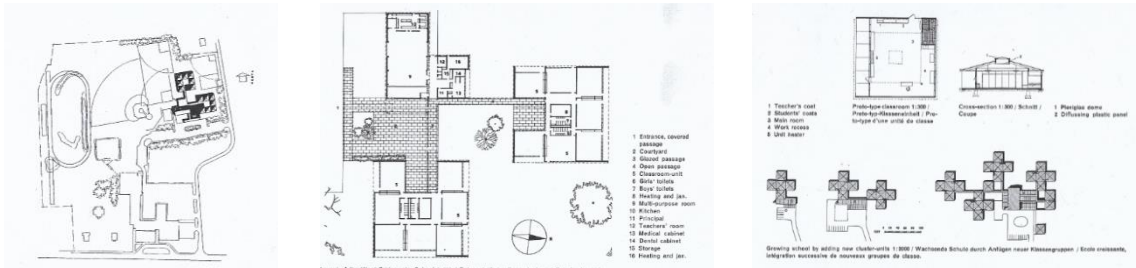 1 Entrance, covered
passage
2 Courtyard
3 Glazed passage
4 Open passage
5 Classroom-unit
6 Girls' toilets
7 Boys' toilets
8 Heating and jan.
9 Multi-purpose room
10 Kitchen
11 Principal
12 Teachers' room
13 Medical cabinet
14 Dental cabinet
15 Storage
16 Heating and jan.
1 Teacher's coat
2 Students' coats
3 Main room
4 Work recess
5 Unit heater
Proto-type classroom 1:300 /
Proto-typ-Klasseneinheit / Pro-
to-type d'une unité de classe
Cross-section 1:300 / Schnitt /
Coupe
1 Plexiglas dome
2 Diffusing plastic panel
Growing school by adding new cluster-units 1:3000 / Wachsende Schule durch Anfügen neuer Klassengruppen / Ecole croissante,
intégration successive de nouveaux groupes de classe.